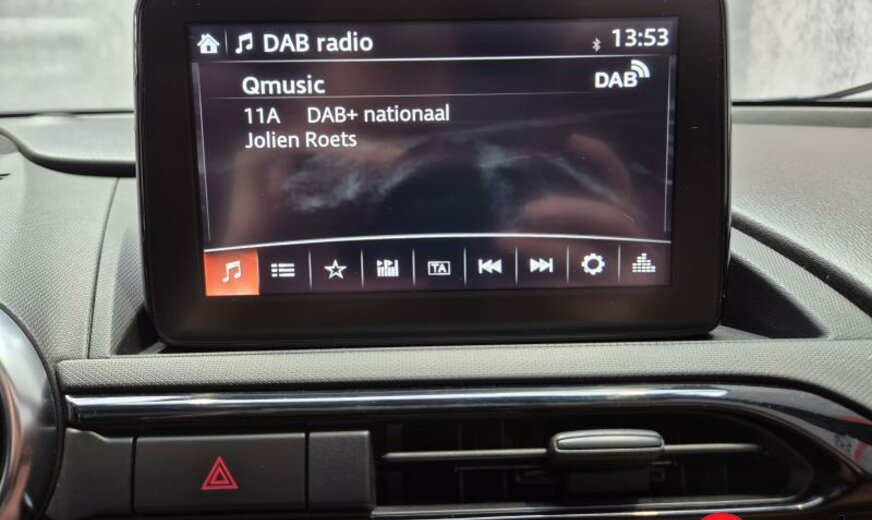 DAB radio 13:53
Qmusic DAB
11A DAB+ nationaal
Jolien Roets
TA